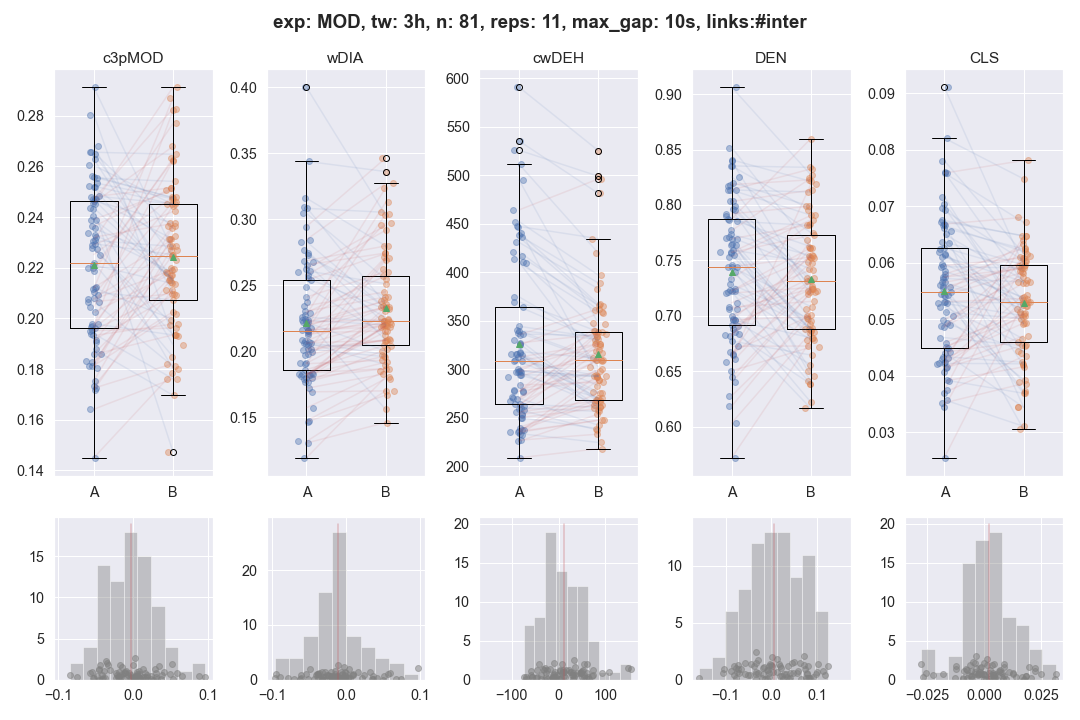 exp: MOD, tw: 3h, n: 81, reps: 11, max_gap: 10s, links:#inter
c3pMOD wDIA cwDEH DEN CLS
0.28 0.26 0.24 0.22 0.20 0.18 0.16 0.14
A B
0.40 0.35 0.30 0.25 0.20 0.15
A B
600 550 500 450 400 350 300 250 200
A B
0.90 0.85 0.80 0.75 0.70 0.65 0.60
A B
0.09 0.08 0.07 0.06 0.05 0.04 0.03
A B
15 10 5 0
−0.1 0.0 0.1
20 10 0
−0.1 0.0 0.1
20 15 10 5 0
−100 0 100
10 5 0
−0.1 0.0 0.1
20 15 10 5 0
−0.025 0.000 0.025